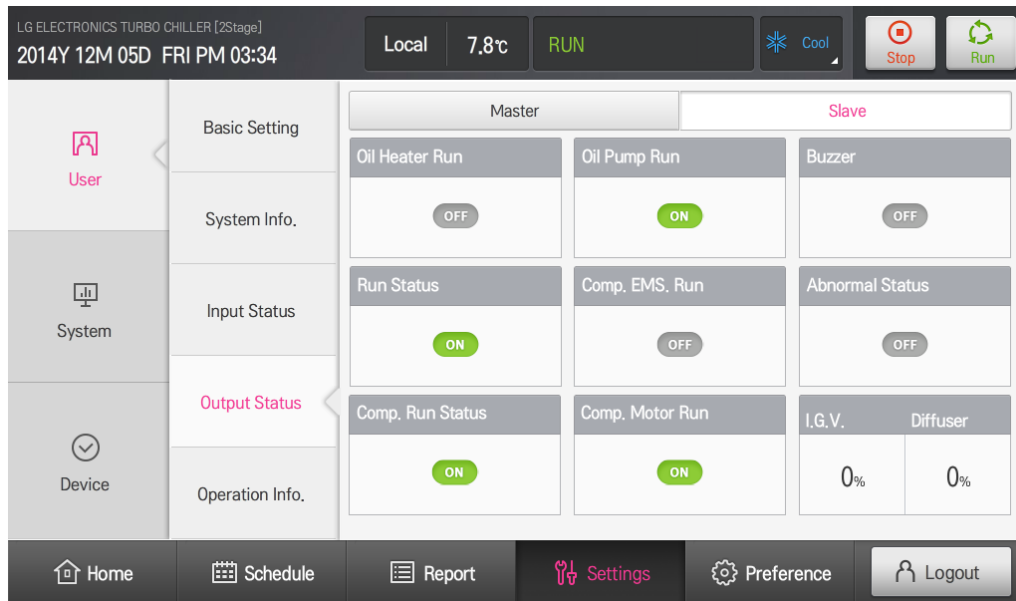 LG ELECTRONICS TURBO CHILLER [2Stage]
2014Y 12M 05D FRI PM 03:34
Local 7.8℃ RUN Cool Stop Run
User
System
Device
Basic Setting
System Info.
Input Status
Output Status
Operation Info.
Master Slave
Oil Heater Run Oil Pump Run Buzzer
OFF ON OFF
Run Status Comp. EMS. Run Abnormal Status
ON OFF OFF
Comp. Run Status Comp. Motor Run I.G.V. Diffuser
ON ON 0% 0%
Home Schedule Report Settings Preference Logout